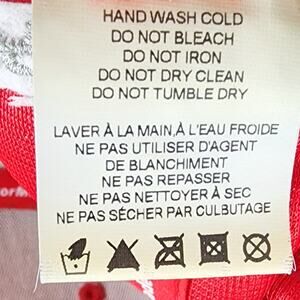 HAND WASH COLD
DO NOT BLEACH
DO NOT IRON
DO NOT DRY CLEAN
DO NOT TUMBLE DRY
LAVER À LA MAIN,À L'EAU FROIDE
NE PAS UTILISER D'AGENT
DE BLANCHIMENT
NE PAS REPASSER
NE PAS NETTOYER À SEC
NE PAS SÉCHER PAR CULBUTAGE